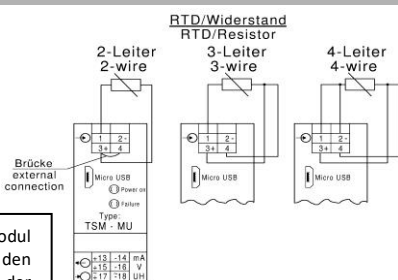 RTD/Widerstand
RTD/Resistor
2-Leiter
2-wire
3-Leiter
3-wire
4-Leiter
4-wire
1 2-
3+ 4
1 2-
3+ 4
1 2-
3+ 4
Brücke
external
connection
Micro USB
Power on
Failure
Type:
TSM - MU
Micro USB
Micro USB
odul
den
der
+13 -14 mA
+15 -16 V
+17 -18 UH